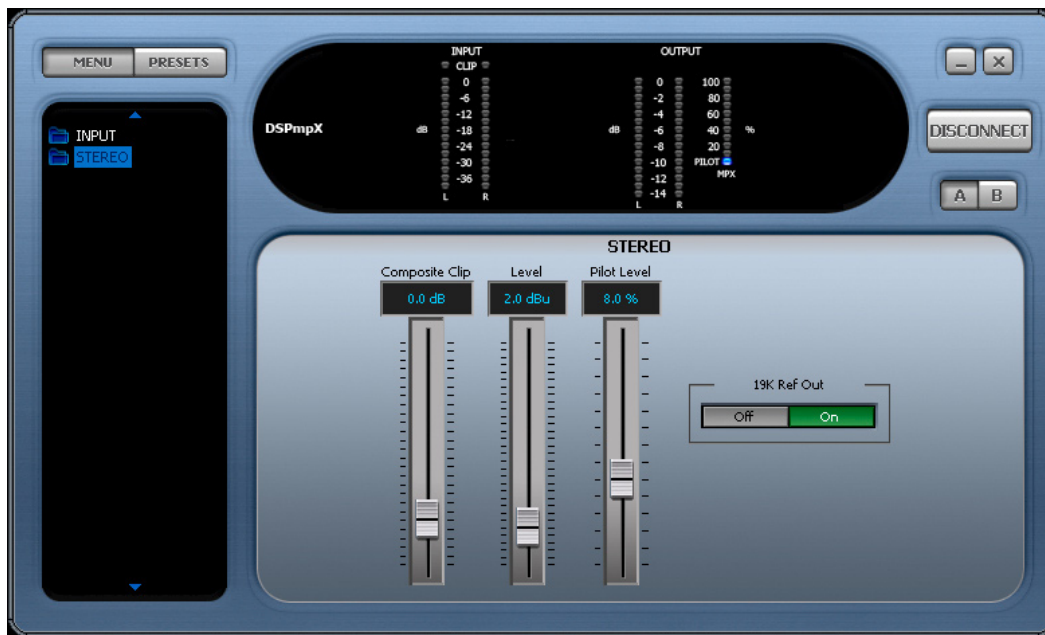 MENU PRESETS
INPUT
STEREO
DSPmpX
INPUT
CLIP
dB
0
-6
-12
-18
-24
-30
-36
L R
OUTPUT
dB
0
-2
-4
-6
-8
-10
-12
-14
L R
100
80
60
40
20
%
PILOT
MPX
DISCONNECT
A B
STEREO
Composite Clip Level Pilot Level
0.0 dB 2.0 dBu 8.0 %
19K Ref Out
Off On